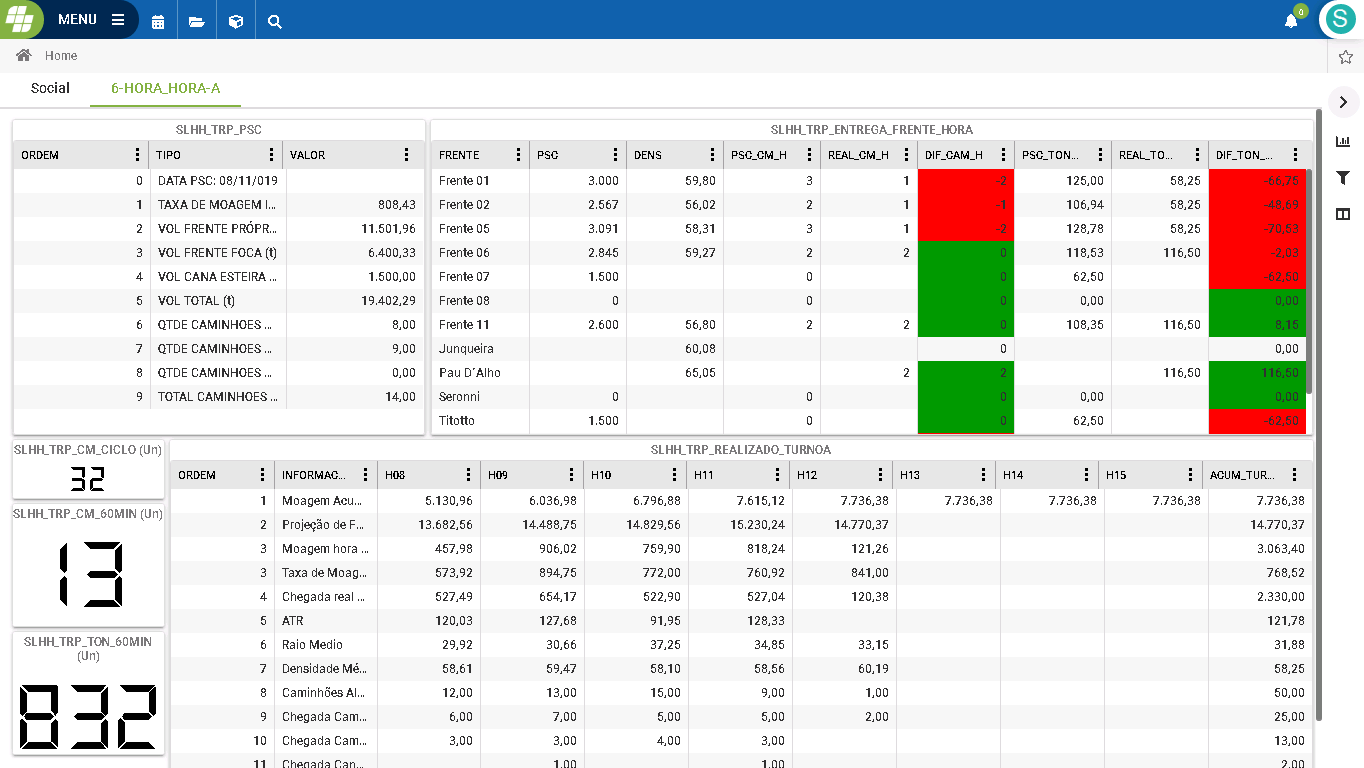 MENU
0
S
Home
Social 6-HORA_HORA-A
SLHH_TRP_PSC
ORDEM TIPO VALOR
0 DATA PSC: 08/11/019
1 TAXA DE MOAGEM I... 808,43
2 VOL FRENTE PRÓPR... 11.501,96
3 VOL FRENTE FOCA (t) 6.400,33
4 VOL CANA ESTEIRA ... 1.500,00
5 VOL TOTAL (t) 19.402,29
6 QTDE CAMINHOES ... 8,00
7 QTDE CAMINHOES ... 9,00
8 QTDE CAMINHOES ... 0,00
9 TOTAL CAMINHOES ... 14,00
SLHH_TRP_ENTREGA_FRENTE_HORA
FRENTE PSC DENS PSC_CM_H REAL_CM_H DIF_CAM_H PSC_TON... REAL_TO... DIF_TON_...
Frente 01 3.000 59,80 3 1 -2 125,00 58,25 -66,75
Frente 02 2.567 56,02 2 1 -1 106,94 58,25 -48,69
Frente 05 3.091 58,31 3 1 -2 128,78 58,25 -70,53
Frente 06 2.845 59,27 2 2 0 118,53 116,50 -2,03
Frente 07 1.500 0 0 62,50 -62,50
Frente 08 0 0 0 0,00 0,00
Frente 11 2.600 56,80 2 2 0 108,35 116,50 8,15
Junqueira 60,08 0 0,00
Pau D´Alho 65,05 2 2 116,50 116,50
Seronni 0 0 0 0,00 0,00
Titotto 1.500 0 0 62,50 -62,50
SLHH_TRP_CM_CICLO (Un)
32
SLHH_TRP_CM_60MIN (Un)
13
SLHH_TRP_TON_60MIN
(Un)
832
SLHH_TRP_REALIZADO_TURNOA
ORDEM INFORMAC... H08 H09 H10 H11 H12 H13 H14 H15 ACUM_TUR...
1 Moagem Acu... 5.130,96 6.036,98 6.796,88 7.615,12 7.736,38 7.736,38 7.736,38 7.736,38 7.736,38
2 Projeção de F... 13.682,56 14.488,75 14.829,56 15.230,24 14.770,37 14.770,37
3 Moagem hora ... 457,98 906,02 759,90 818,24 121,26 3.063,40
3 Taxa de Moag... 573,92 894,75 772,00 760,92 841,00 768,52
4 Chegada real ... 527,49 654,17 522,90 527,04 120,38 2.330,00
5 ATR 120,03 127,68 91,95 128,33 121,78
6 Raio Medio 29,92 30,66 37,25 34,85 33,15 31,88
7 Densidade Mé... 58,61 59,47 58,10 58,56 60,19 58,25
8 Caminhões Al... 12,00 13,00 15,00 9,00 1,00 50,00
9 Chegada Cam... 6,00 7,00 5,00 5,00 2,00 25,00
10 Chegada Cam... 3,00 3,00 4,00 3,00 13,00
11 Chegada Can... 1,00 1,00 2,00